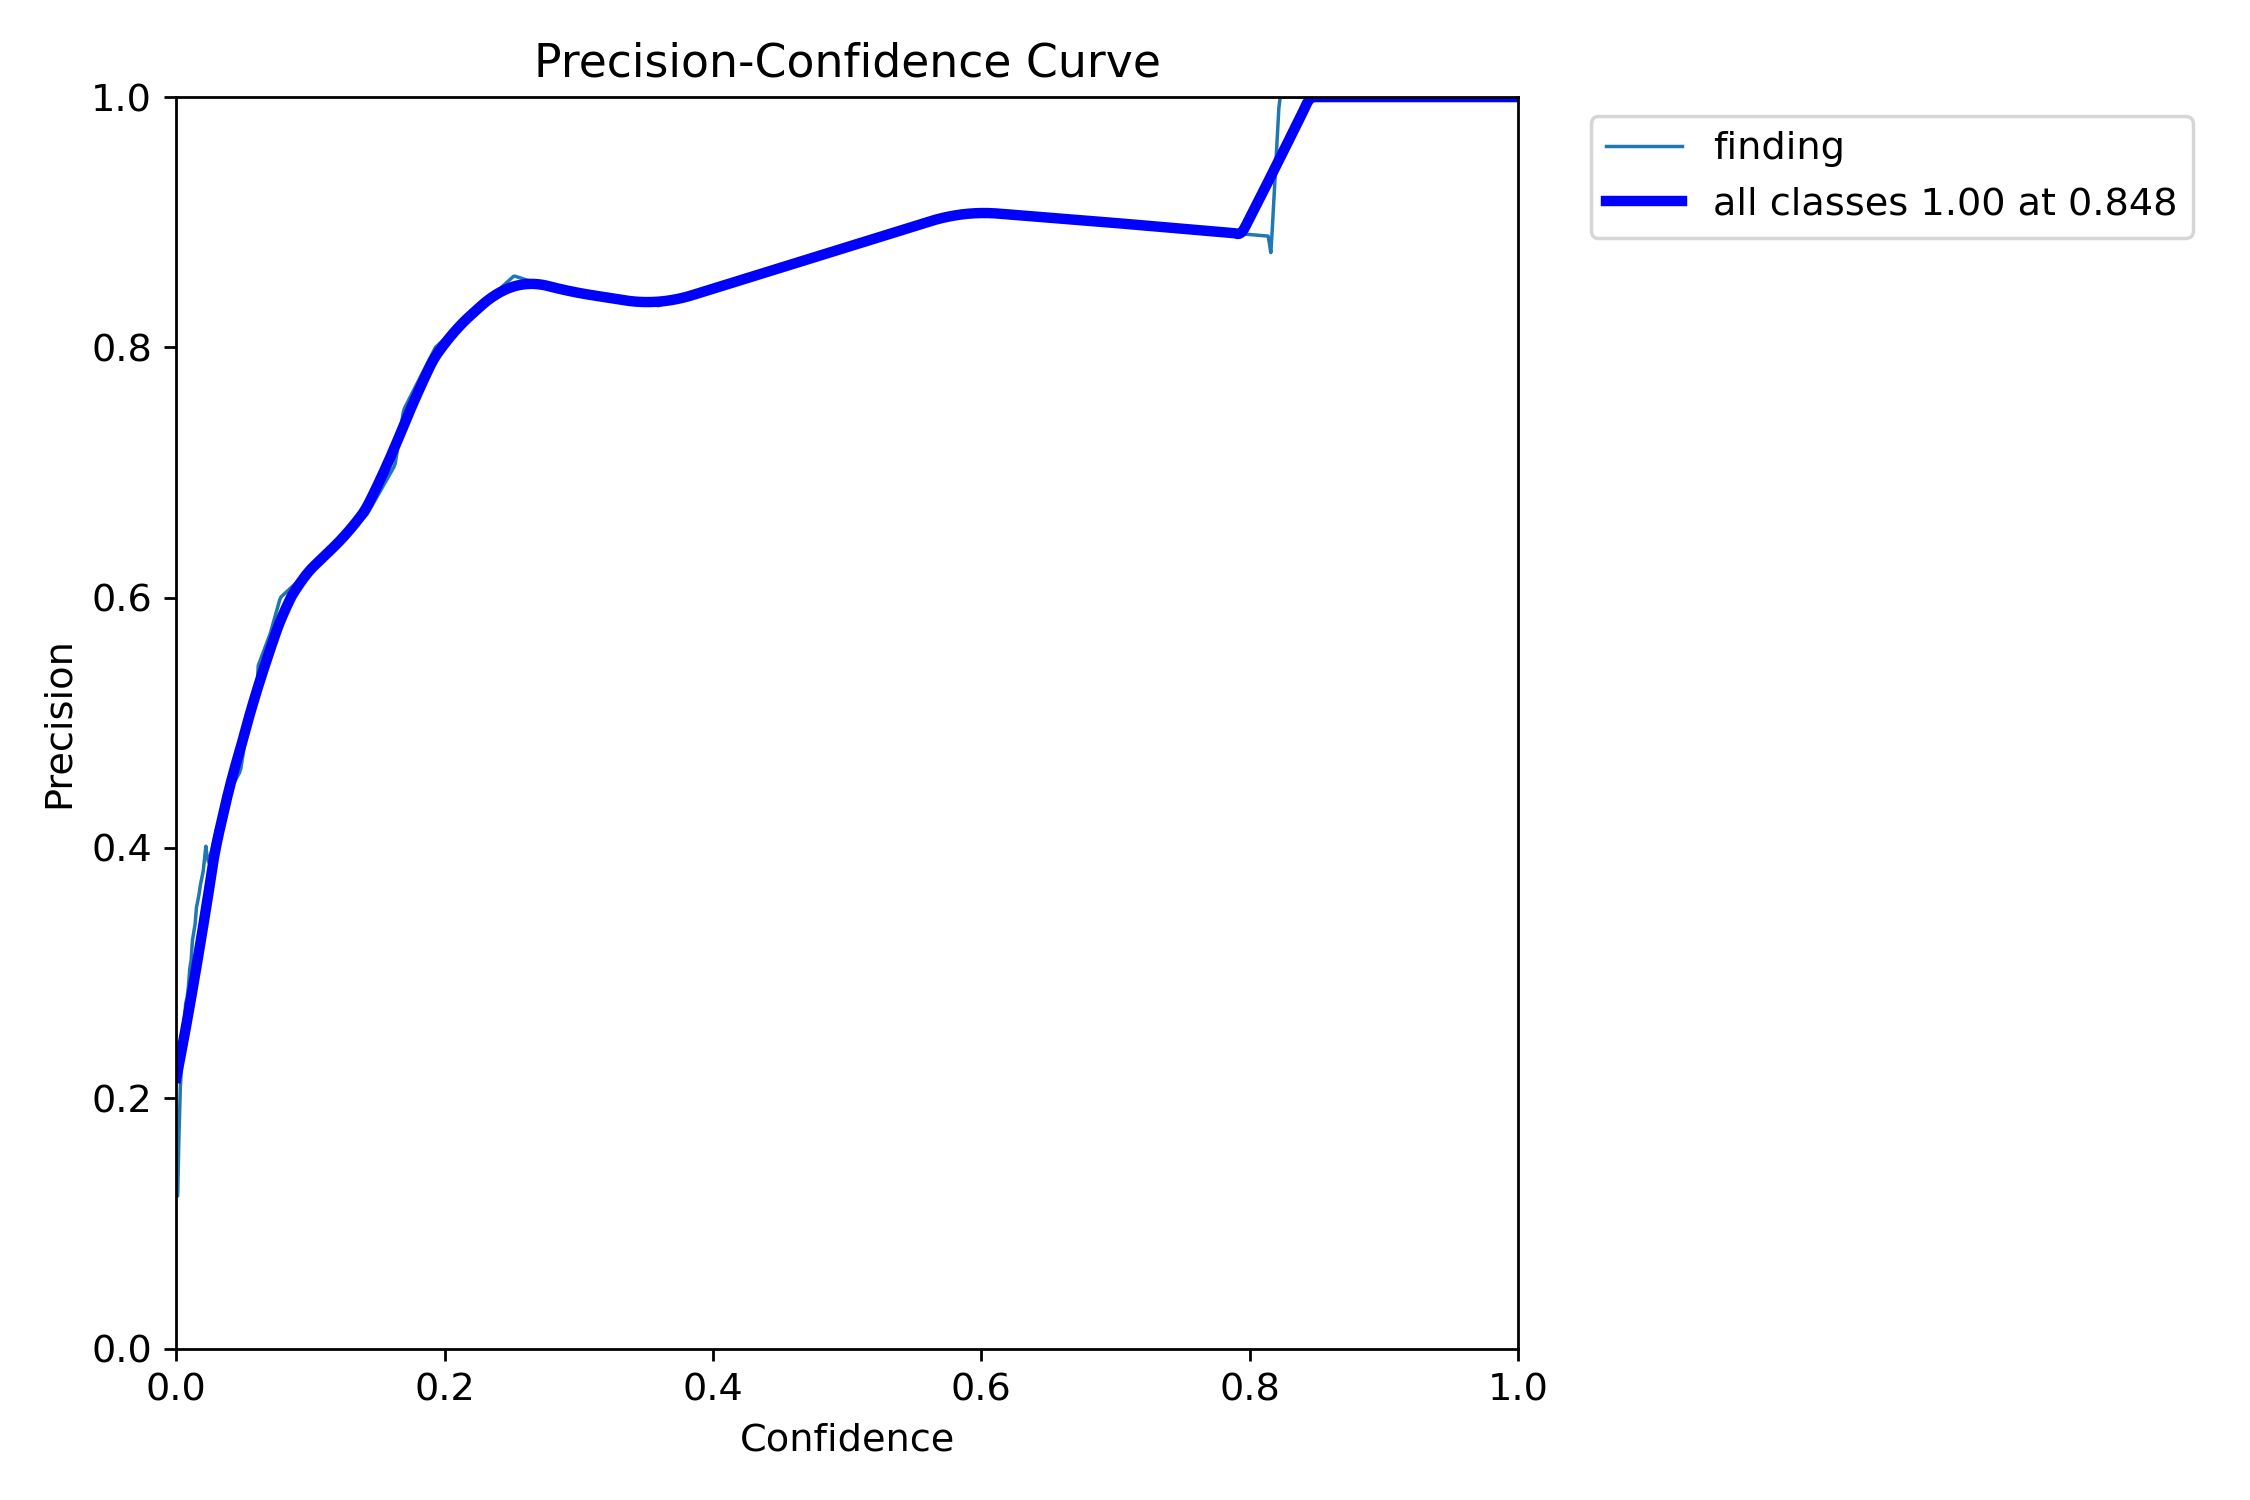 Precision-Confidence Curve
1.0
0.8
0.6
0.4
0.2
0.0
Precision
0.0 0.2 0.4 0.6 0.8 1.0
Confidence
finding
all classes 1.00 at 0.848